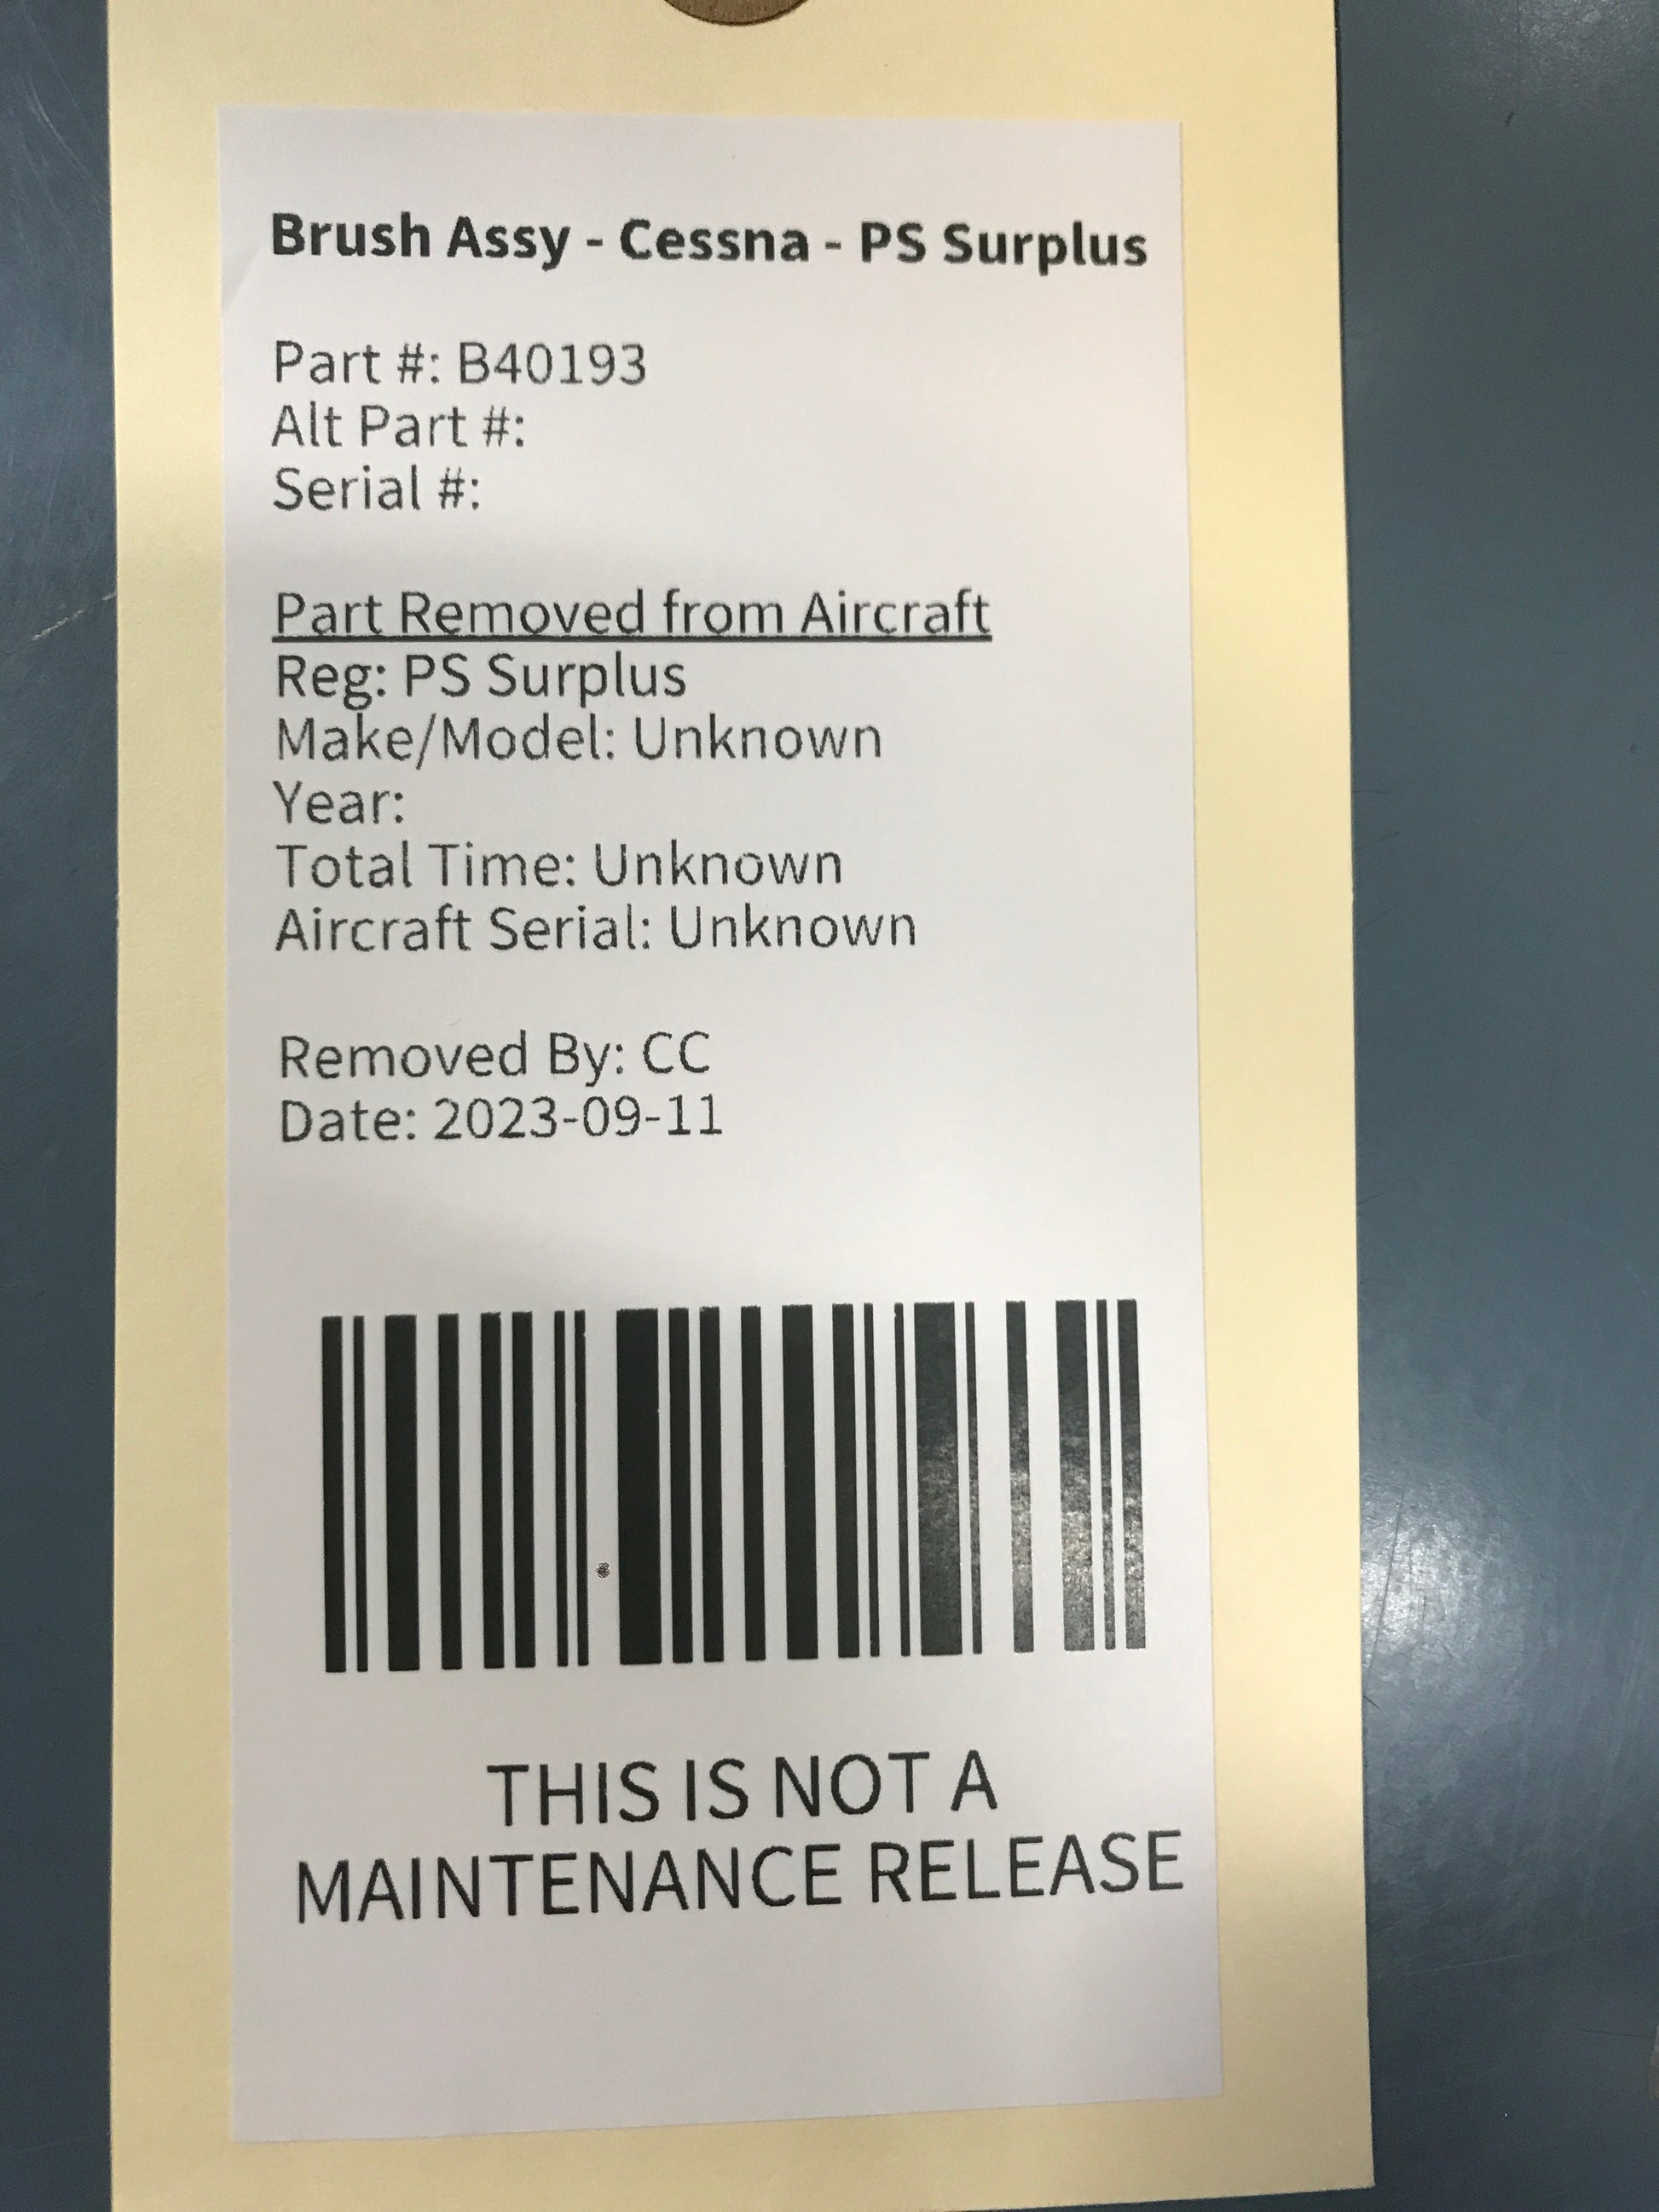 Brush Assy - Cessna - PS Surplus
Part #: B40193
Alt Part #:
Serial #:
Part Removed from Aircraft
Reg: PS Surplus
Make/Model: Unknown
Year:
Total Time: Unknown
Aircraft Serial: Unknown
Removed By: CC
Date: 2023-09-11
THIS IS NOT A
MAINTENANCE RELEASE